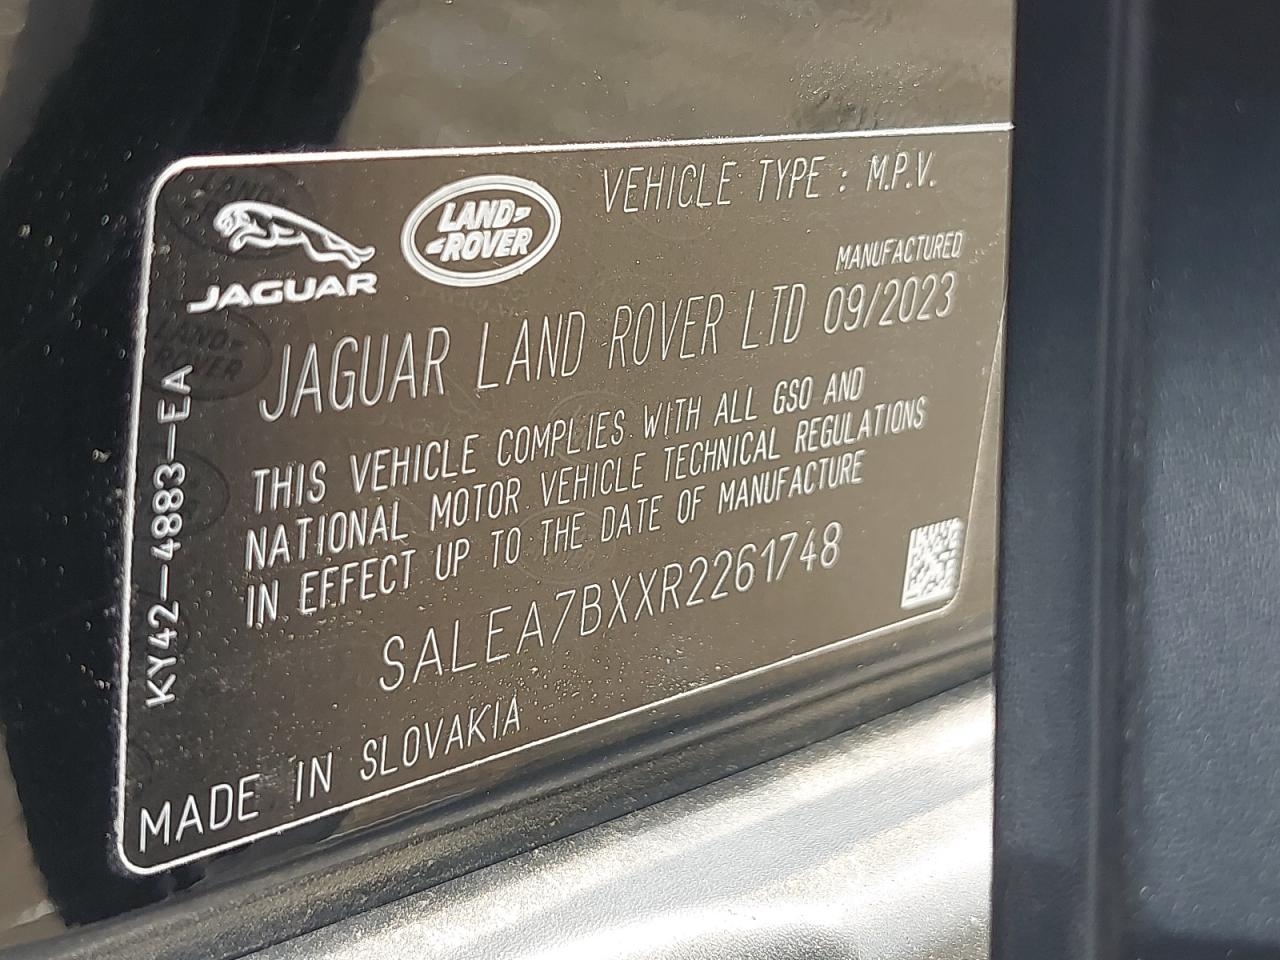 VEHICLE TYPE : M.P.V.
JAGUAR
LAND-
-ROVER
MANUFACTURED
JAGUAR LAND ROVER LTD 09/2023
THIS VEHICLE COMPLIES WITH ALL GSO AND
NATIONAL MOTOR VEHICLE TECHNICAL REGULATIONS
IN EFFECT UP TO THE DATE OF MANUFACTURE
SALEA7BXXR2261748
MADE IN SLOVAKIA
KY42-4883-EA
LAND-
-ROVER